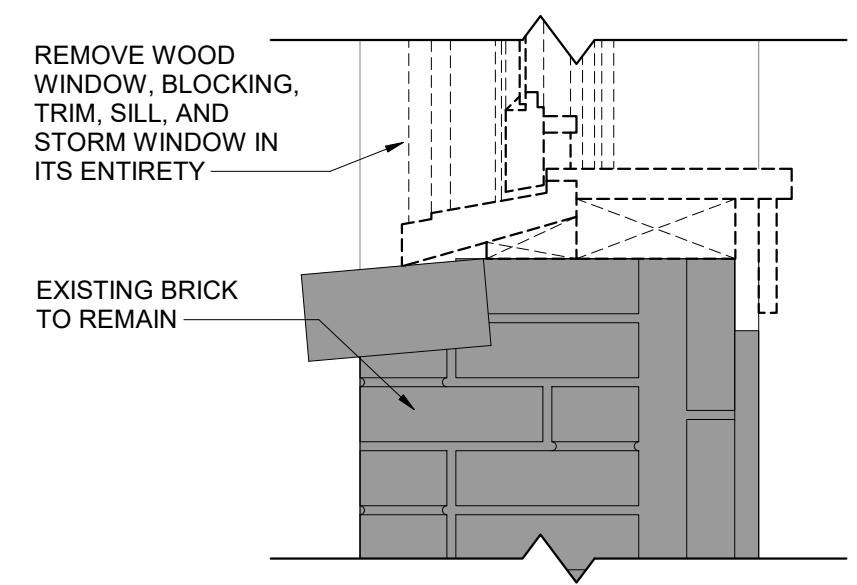 REMOVE WOOD
WINDOW, BLOCKING,
TRIM, SILL, AND
STORM WINDOW IN
ITS ENTIRETY
EXISTING BRICK
TO REMAIN